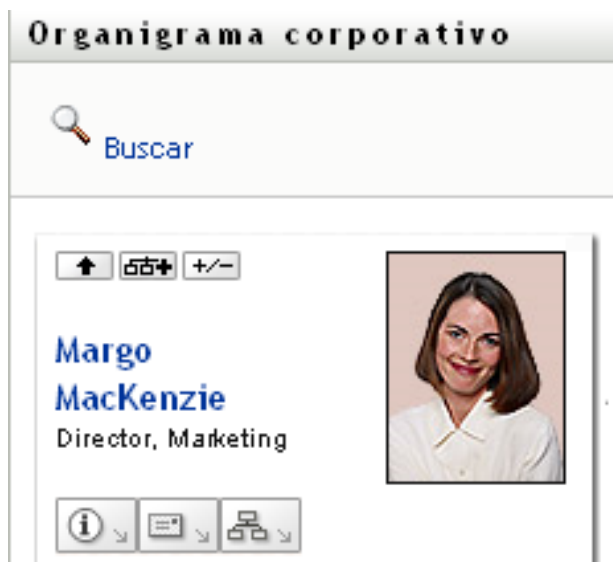 Organigrama corporativo
Buscar
+/-
Margo
MacKenzie
Director, Marketing